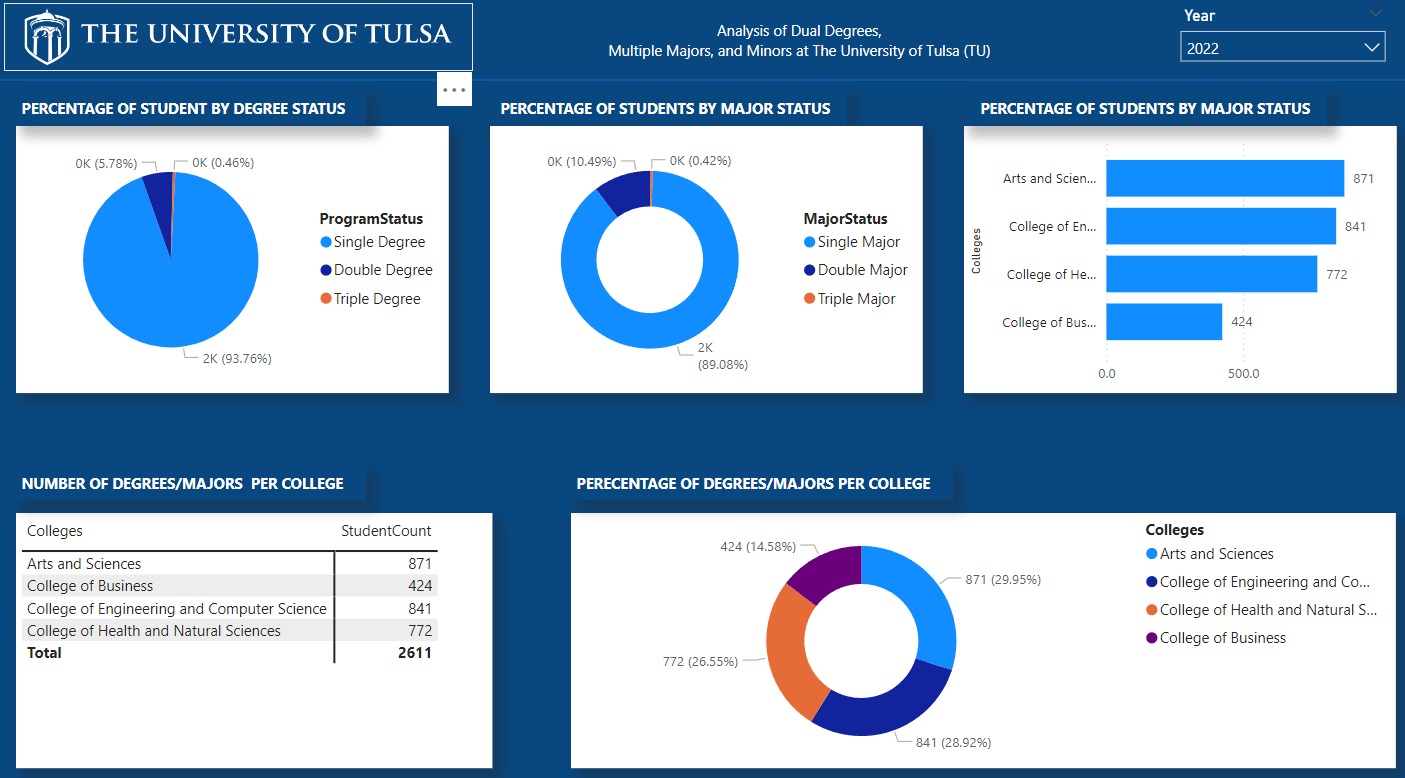 THE UNIVERSITY OF TULSA
Analysis of Dual Degrees,
Multiple Majors, and Minors at The University of Tulsa (TU)
Year
2022
PERCENTAGE OF STUDENT BY DEGREE STATUS
0K (5.78%)
0K (0.46%)
2K (93.76%)
ProgramStatus
Single Degree
Double Degree
Triple Degree
PERCENTAGE OF STUDENTS BY MAJOR STATUS
0K (10.49%)
0K (0.42%)
2K
(89.08%)
MajorStatus
Single Major
Double Major
Triple Major
PERCENTAGE OF STUDENTS BY MAJOR STATUS
Colleges
Arts and Scien... 871
College of En... 841
College of He... 772
College of Bus... 424
0.0 500.0
NUMBER OF DEGREES/MAJORS PER COLLEGE
Colleges StudentCount
Arts and Sciences 871
College of Business 424
College of Engineering and Computer Science 841
College of Health and Natural Sciences 772
Total 2611
PERECENTAGE OF DEGREES/MAJORS PER COLLEGE
424 (14.58%)
871 (29.95%)
772 (26.55%)
841 (28.92%)
Colleges
Arts and Sciences
College of Engineering and Co...
College of Health and Natural S...
College of Business